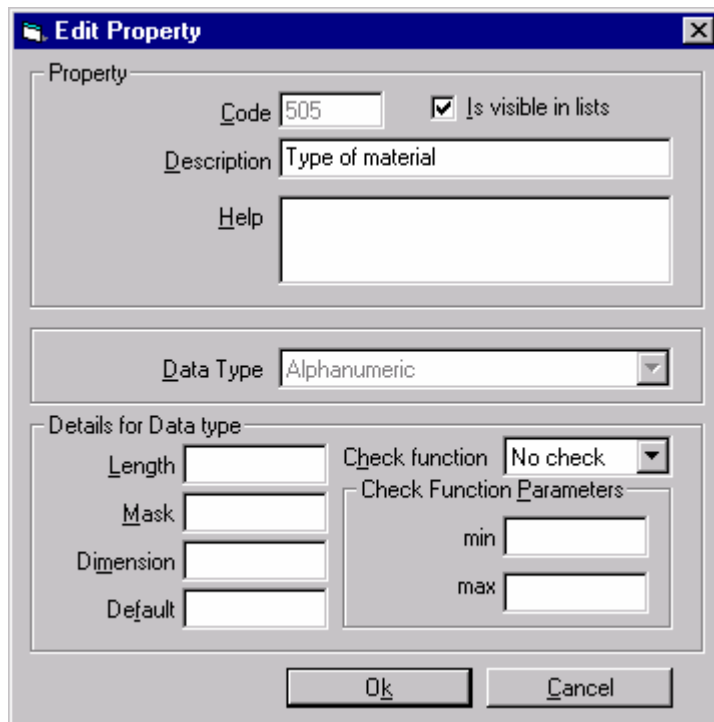 Edit Property
Property
Code 505 Is visible in lists
Description Type of material
Help
Data Type Alphanumeric
Details for Data type
Length Check function No check
Mask Check Function Parameters
min
Dimension
max
Default
Ok Cancel